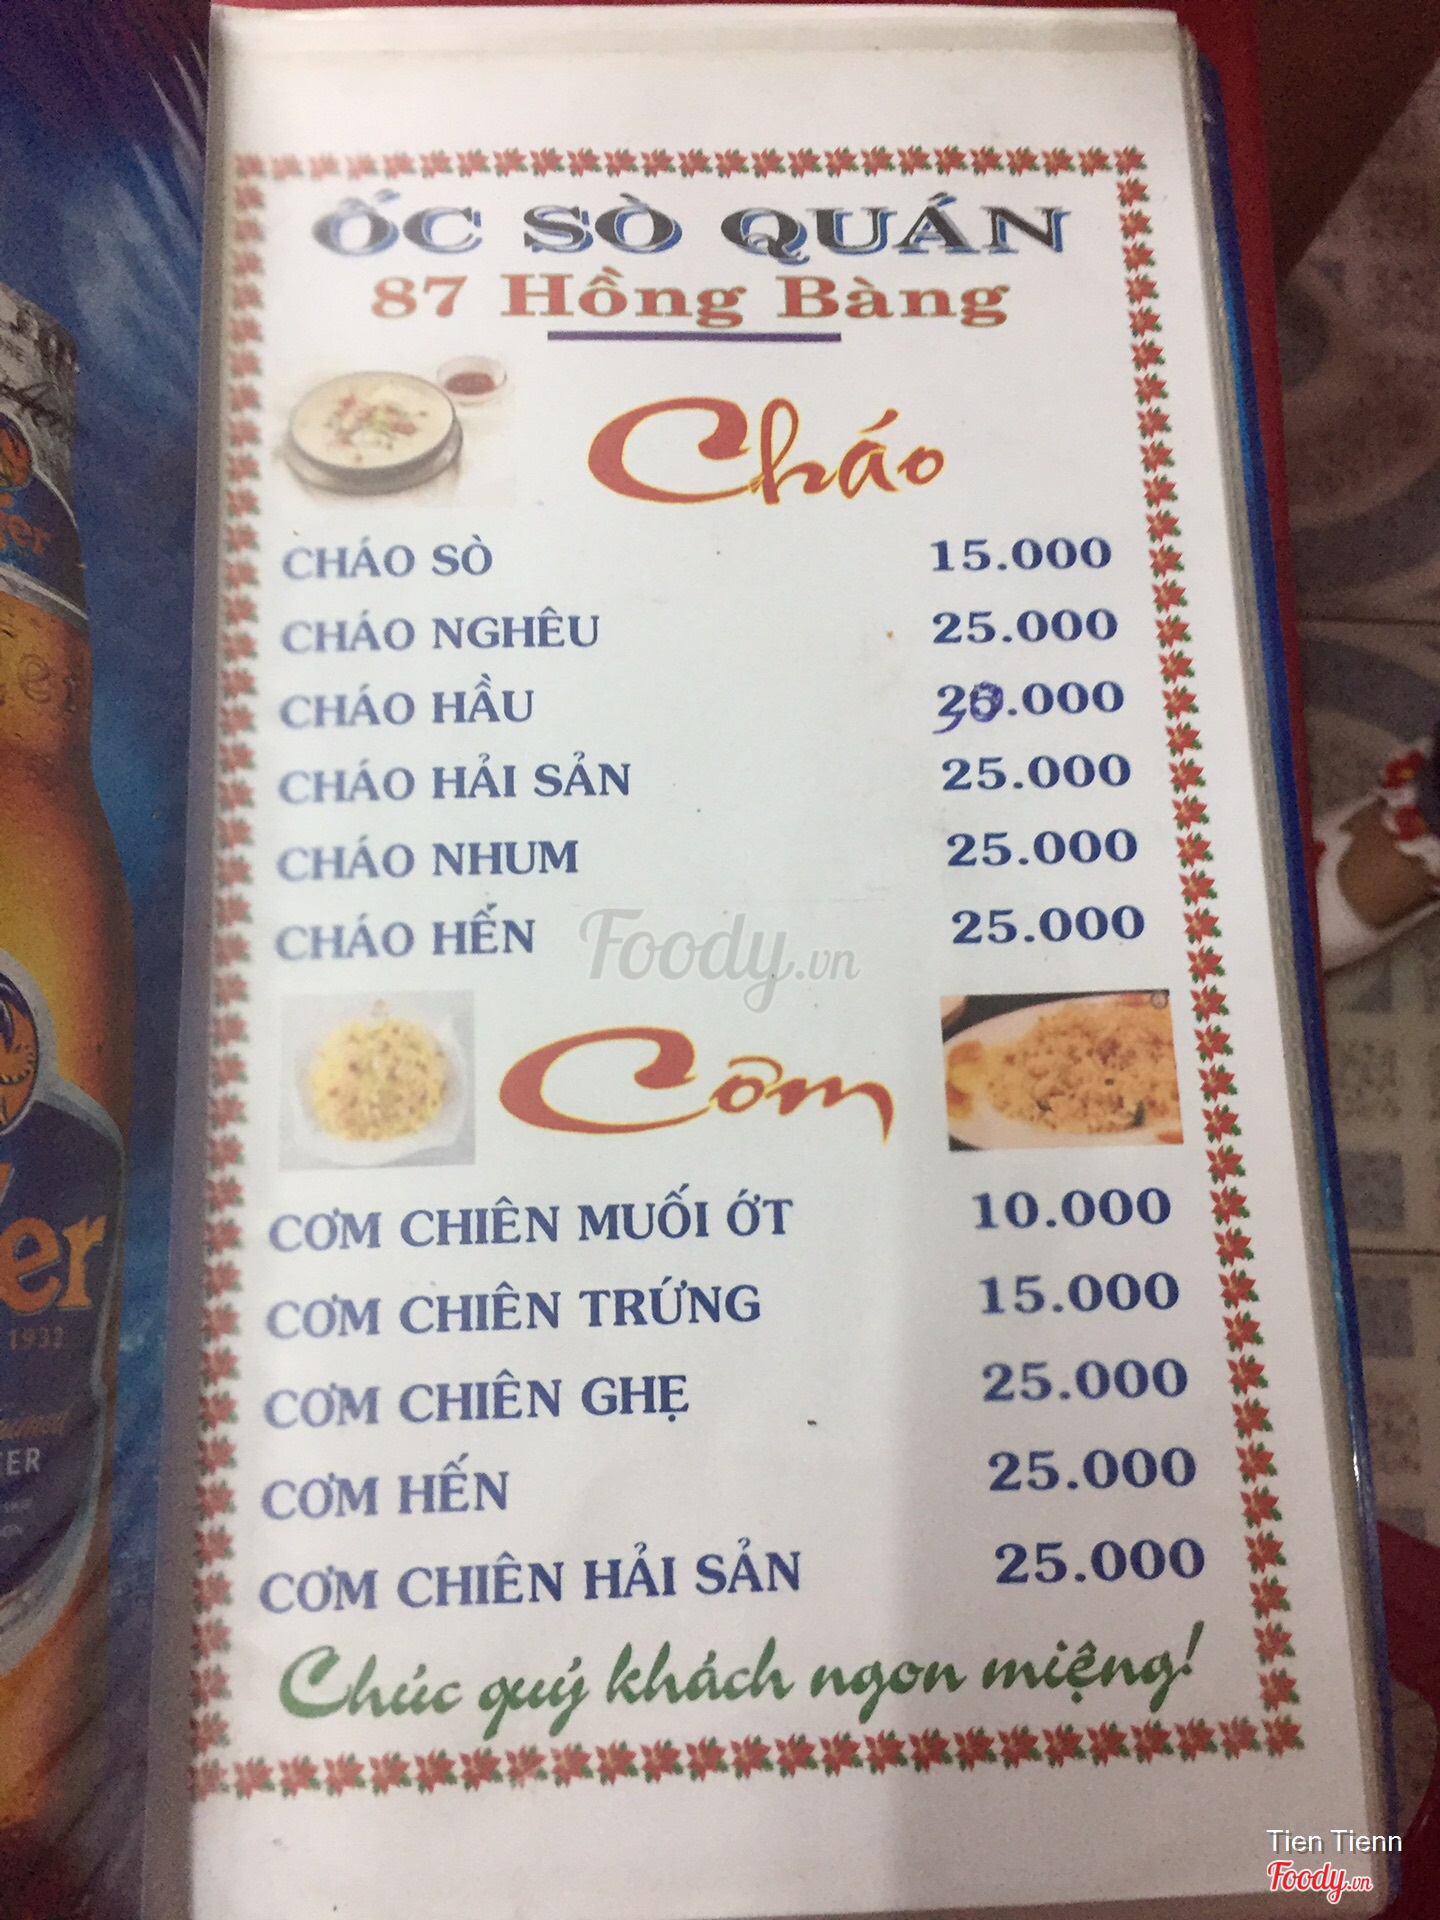 ỐC SÒ QUÁN
87 Hồng Bàng
Cháo
CHÁO SÒ 15.000
CHÁO NGHÊU 25.000
CHÁO HẦU .000
CHÁO HẢI SẢN 25.000
CHÁO NHUM 25.000
CHÁO HẾN 25.000
Foody.vn
Côm
CƠM CHIÊN MUỐI ỚT 10.000
CƠM CHIÊN TRỨNG 15.000
CƠM CHIÊN GHẸ 25.000
CƠM HẾN 25.000
CƠM CHIÊN HẢI SẢN 25.000
Chúc quý khách ngon miệng!
1932
Tien Tienn
Foody.vn